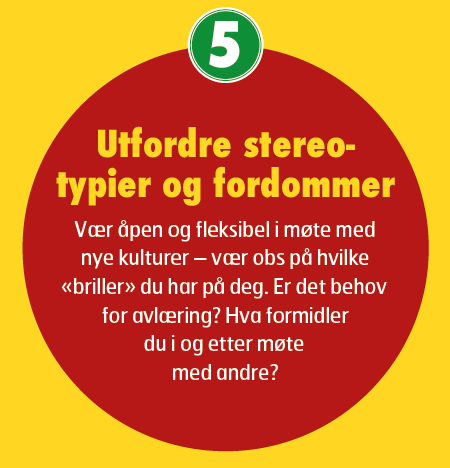 5
Utfordre stereo-
typier og fordommer
Vær åpen og fleksibel i møte med
nye kulturer – vær obs på hvilke
«briller» du har på deg. Er det behov
for avlæring? Hva formidler
du i og etter møte
med andre?